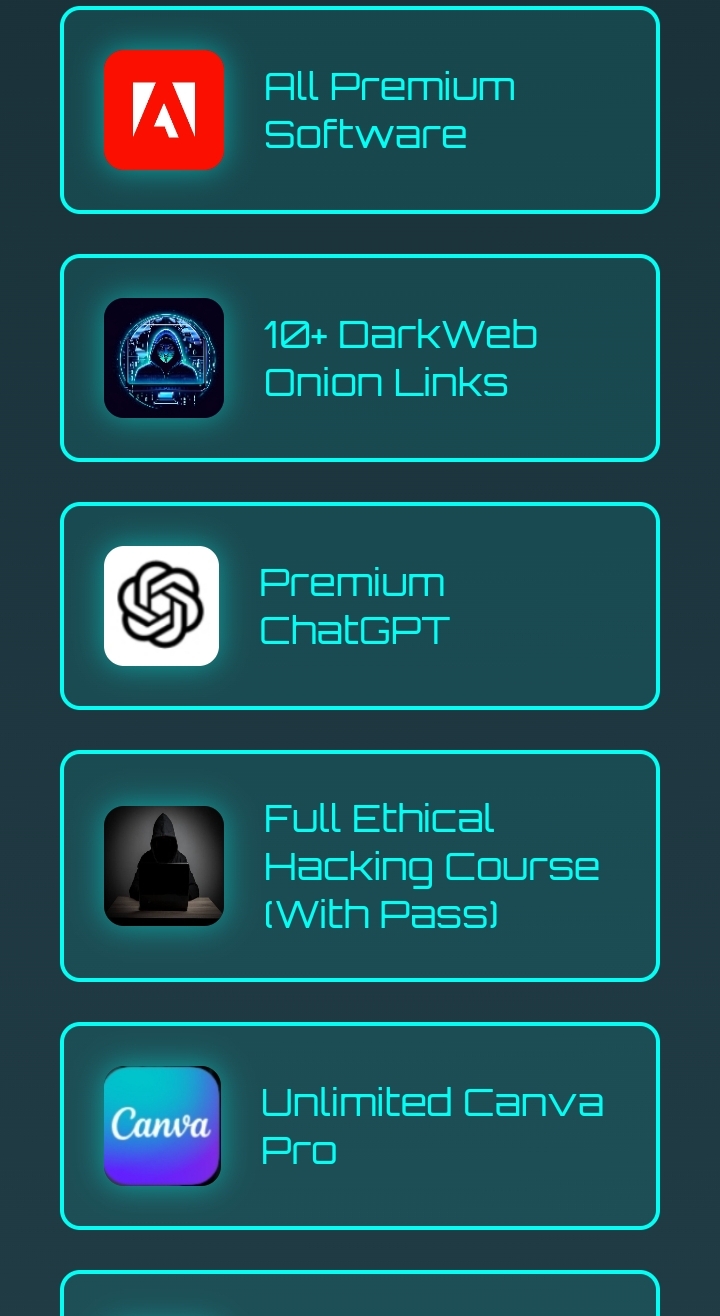 All Premium
Software
10+ DarkWeb
Onion Links
Premium
ChatGPT
Full Ethical
Hacking Course
(With Pass)
Canva
Unlimited Canva
Pro